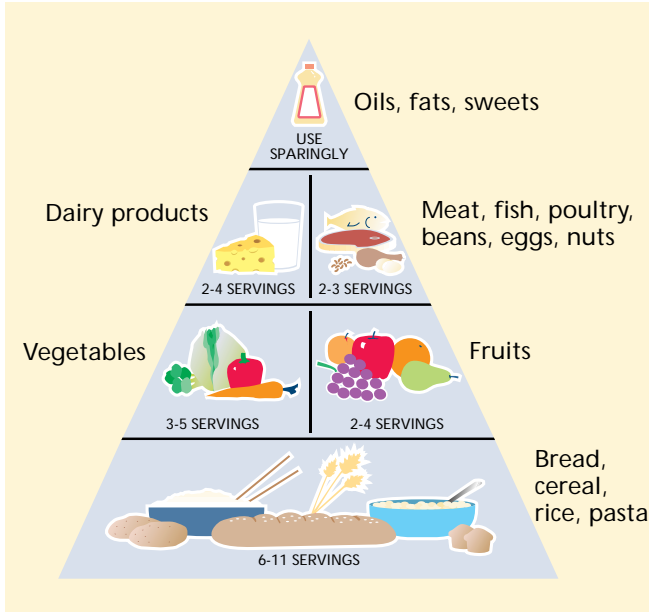 Oils, fats, sweets
USE
SPARINGLY
Dairy products
Meat, fish, poultry,
beans, eggs, nuts
2-4 SERVINGS
2-3 SERVINGS
Vegetables
Fruits
3-5 SERVINGS
2-4 SERVINGS
Bread,
cereal,
rice, pasta
6-11 SERVINGS